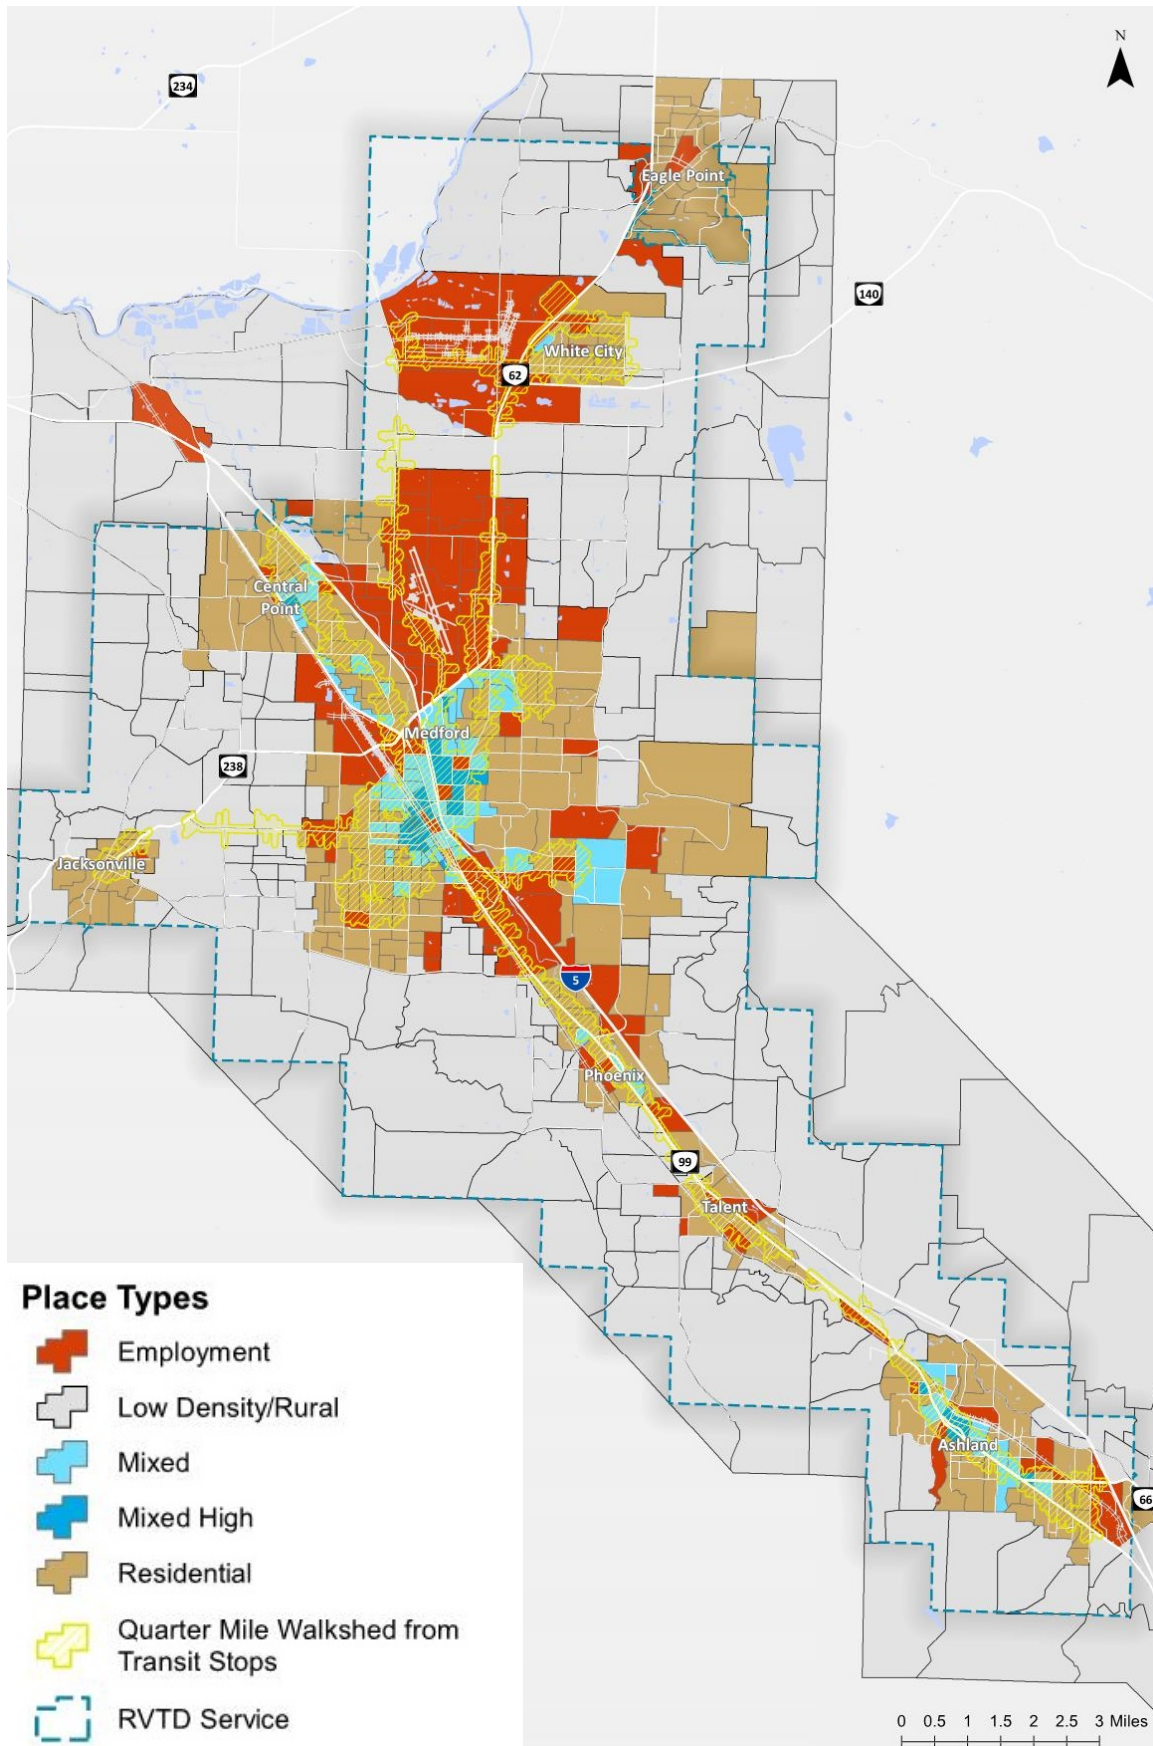 N
234
Eagle Point
140
White City
62
Central
Point
Medford
238
Jacksonville
5
Phoenix
99
Talent
Ashland
66
Place Types
Employment
Low Density/Rural
Mixed
Mixed High
Residential
Quarter Mile Walkshed from
Transit Stops
RVTD Service
0 0.5 1 1.5 2 2.5 3 Miles